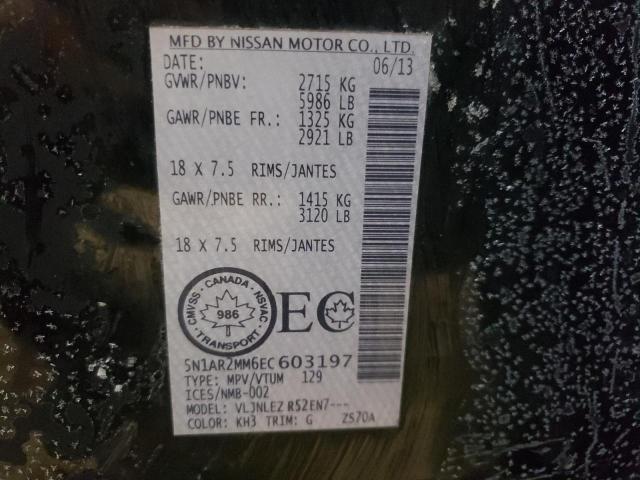 MFD BY NISSAN MOTOR CO., LTD.
DATE: 06/13
GVWR/PNBV: 2715 KG
5986 LB
GAWR/PNBE FR.: 1325 KG
2921 LB
18 X 7.5 RIMS/JANTES
GAWR/PNBE RR.: 1415 KG
3120 LB
18 X 7.5 RIMS/JANTES
CMVSS · CANADA · NSVAC
986
· TRANSPORT ·
EC
5N1AR2MM6EC603197
TYPE: MPV/VTUM 129
ICES/NMB-002
MODEL: VLJNLEZ R52EN7---
COLOR: KH3 TRIM: G ZS70A